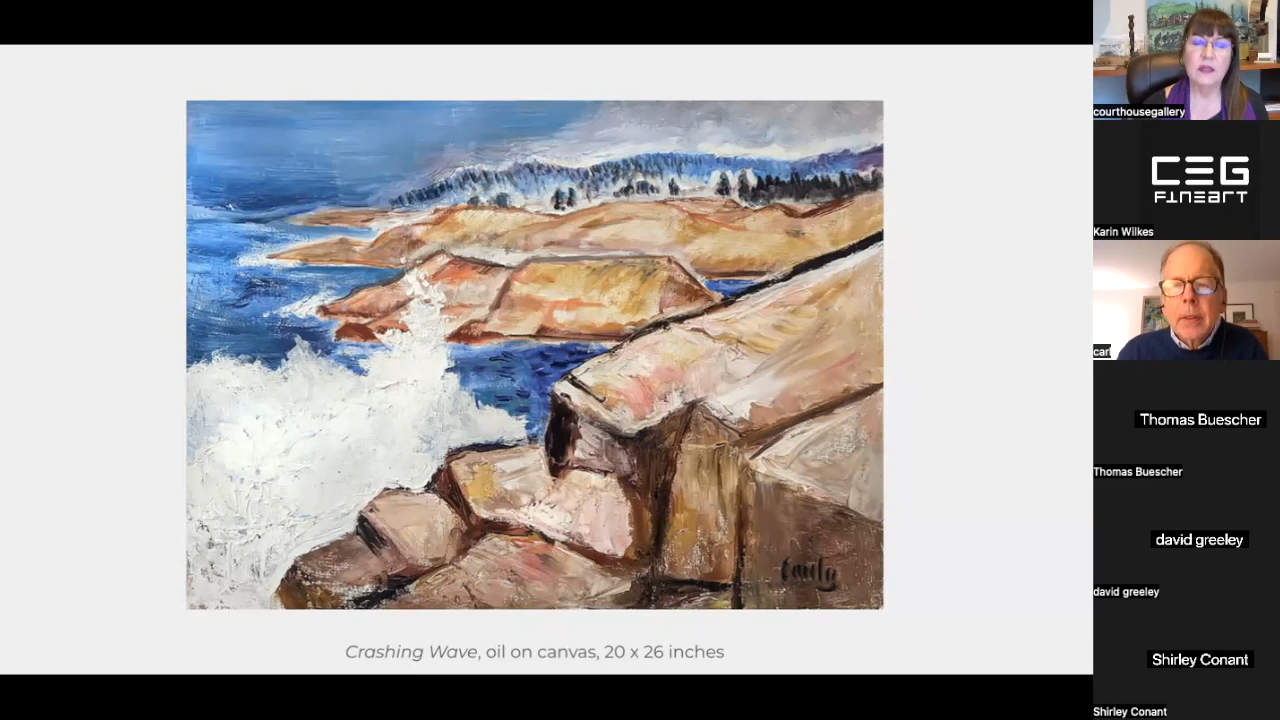 Crashing Wave, oil on canvas, 20 x 26 inches
courthousegallery
CEG
FINEART
Karin Wilkes
carl
Thomas Buescher
Thomas Buescher
david greeley
david greeley
Shirley Conant
Shirley Conant